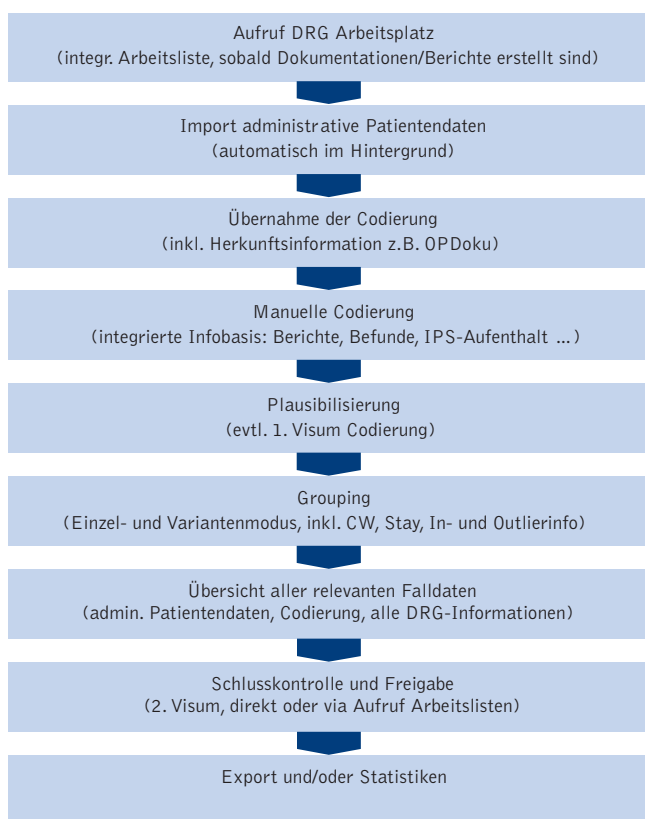 Aufruf DRG Arbeitsplatz
(integr. Arbeitsliste, sobald Dokumentationen/Berichte erstellt sind)
Import administrative Patientendaten
(automatisch im Hintergrund)
Übernahme der Codierung
(inkl. Herkunftsinformation z.B. OPDoku)
Manuelle Codierung
(integrierte Infobasis: Berichte, Befunde, IPS-Aufenthalt ...)
Plausibilisierung
(evtl. 1. Visum Codierung)
Grouping
(Einzel- und Variantenmodus, inkl. CW, Stay, In- und Outlierinfo)
Übersicht aller relevanten Falldaten
(admin. Patientendaten, Codierung, alle DRG-Informationen)
Schlusskontrolle und Freigabe
(2. Visum, direkt oder via Aufruf Arbeitslisten)
Export und/oder Statistiken